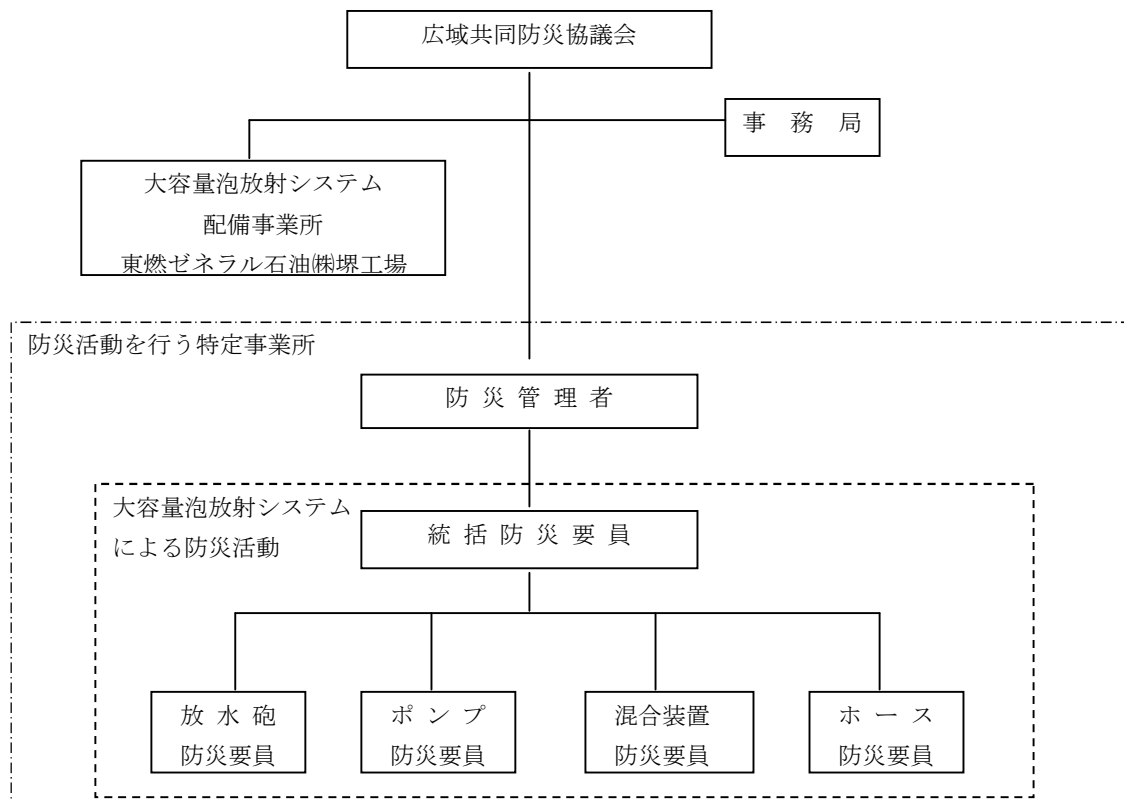 広域共同防災協議会
事　務　局
大容量泡放射システム
配備事業所
東燃ゼネラル石油㈱堺工場
防災活動を行う特定事業所
防 災 管 理 者
大容量泡放射システム
による防災活動
統 括 防 災 要 員
放 水 砲
防災要員
ポ ン プ
防災要員
混合装置
防災要員
ホ ー ス
防災要員